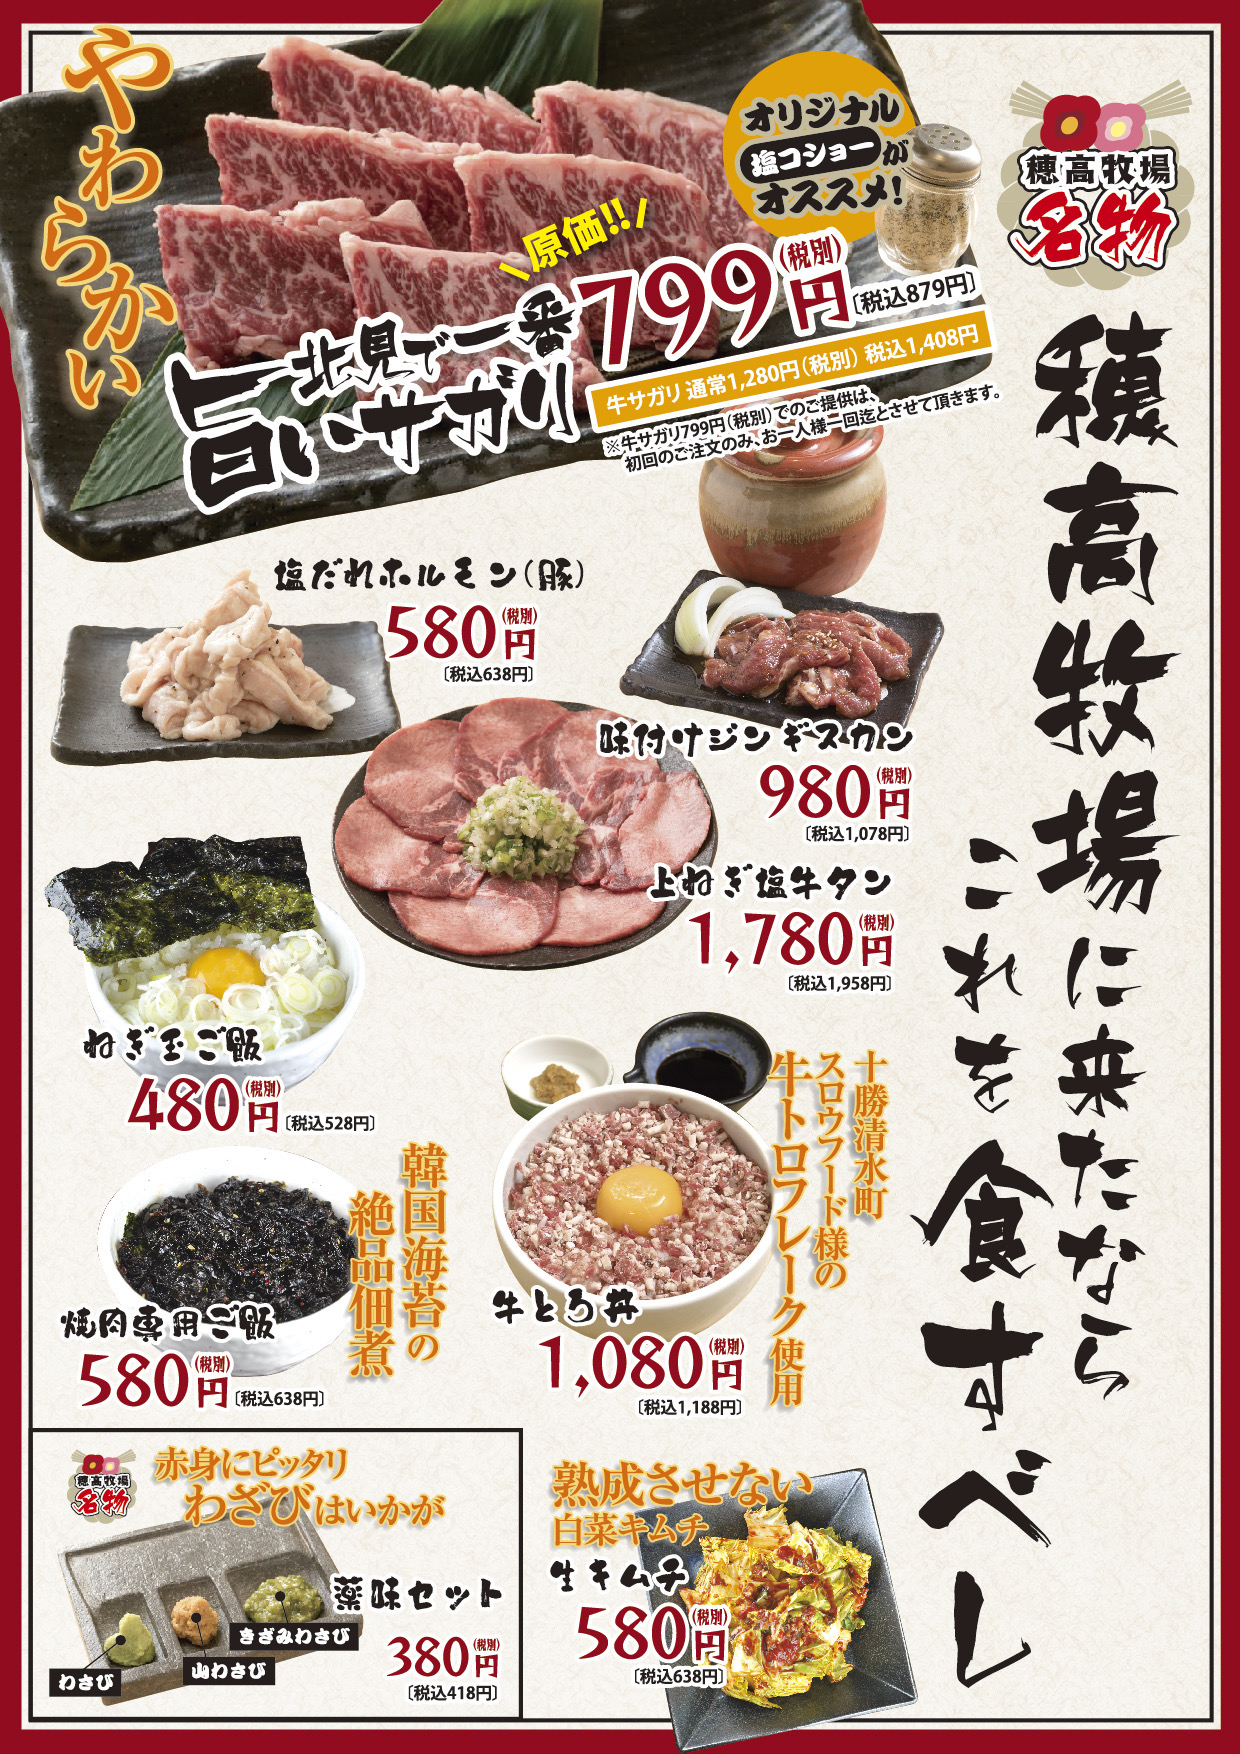 やわらかい
オリジナル
塩コショーが
オススメ!
穂高牧場
名物
穂高牧場に来たなら
これを食すべし
\原価!!/
北見で一番
旨いサガリ
799円(税別)
〔税込879円〕
牛サガリ 通常1,280円(税別) 税込1,408円
※牛サガリ799円(税別)でのご提供は、
初回のご注文のみ、お一人様一回迄とさせて頂きます。
塩だれホルモン(豚)
580円(税別)
〔税込638円〕
味付けジンギスカン
980円(税別)
〔税込1,078円〕
上ねぎ塩牛タン
1,780円(税別)
〔税込1,958円〕
ねぎ玉ご飯
480円(税別)
〔税込528円〕
韓国海苔の
絶品佃煮
焼肉専用ご飯
580円(税別)
〔税込638円〕
十勝清水町
スロウフード様の
牛トロフレーク使用
牛とろ丼
1,080円(税別)
〔税込1,188円〕
穂高牧場
名物
赤身にピッタリ
わざびはいかが
薬味セット
きざみわさび
山わさび
わさび
380円(税別)
〔税込418円〕
熟成させない
白菜キムチ
生キムチ
580円(税別)
〔税込638円〕